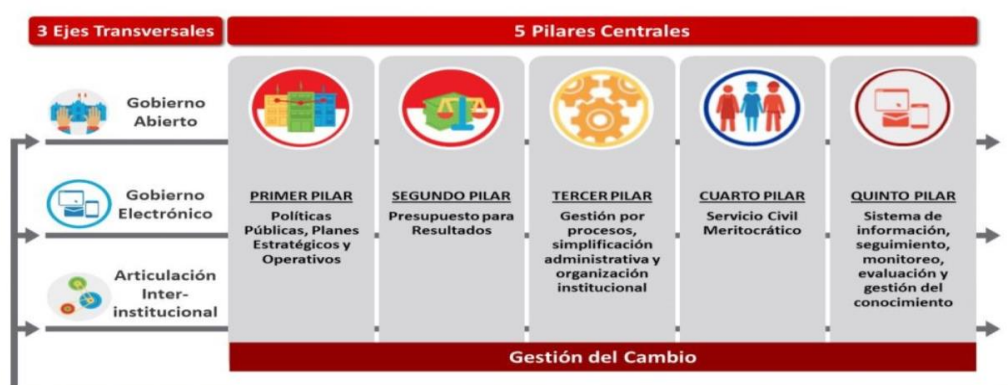 3 Ejes Transversales
5 Pilares Centrales
Gobierno
Abierto
Gobierno
Electrónico
Articulación
Inter-
institucional
PRIMER PILAR
Políticas
Públicas, Planes
Estratégicos y
Operativos
SEGUNDO PILAR
Presupuesto para
Resultados
TERCER PILAR
Gestión por
procesos,
simplificación
administrativa y
organización
institucional
CUARTO PILAR
Servicio Civil
Meritocrático
QUINTO PILAR
Sistema de
información,
seguimiento,
monitoreo,
evaluación y
gestión del
conocimiento
Gestión del Cambio